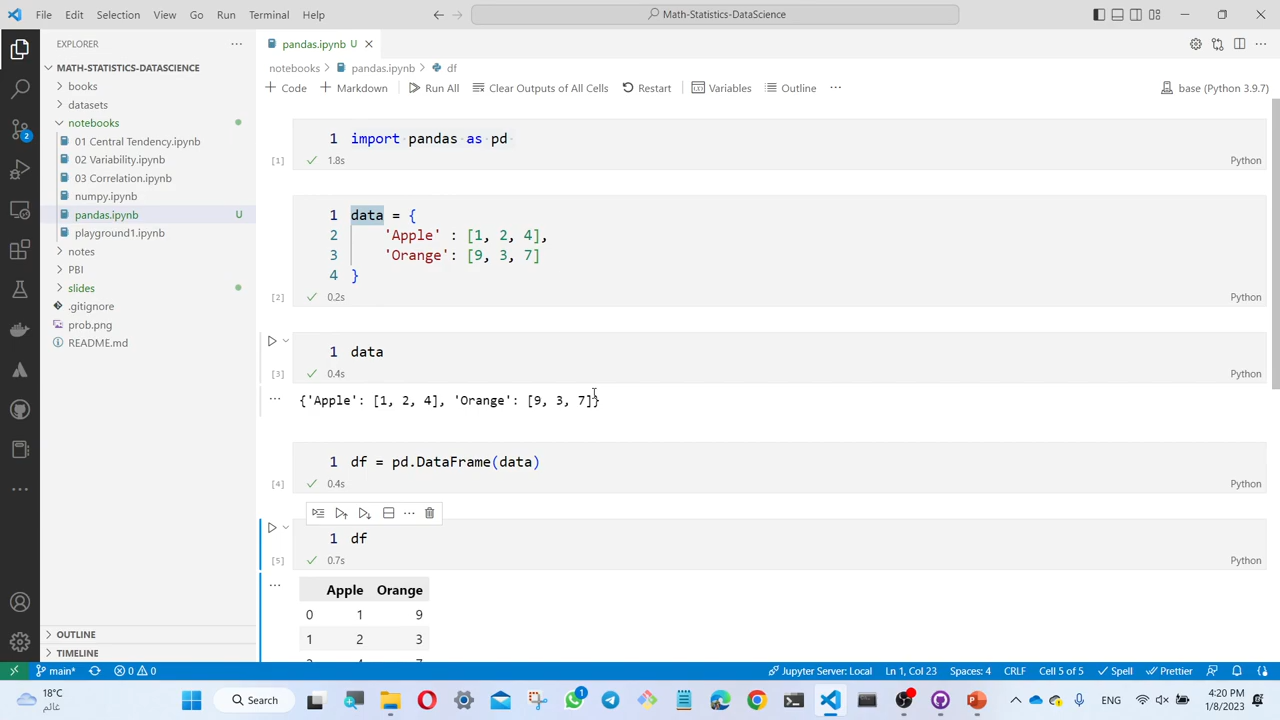 File Edit Selection View Go Run Terminal Help
Math-Statistics-DataScience
EXPLORER
pandas.ipynb U
MATH-STATISTICS-DATASCIENCE
notebooks > pandas.ipynb > df
books
datasets
notebooks
01 Central Tendency.ipynb
02 Variability.ipynb
03 Correlation.ipynb
numpy.ipynb
pandas.ipynb U
playground1.ipynb
notes
PBI
slides
.gitignore
prob.png
README.md
OUTLINE
TIMELINE
2
+ Code + Markdown Run All Clear Outputs of All Cells Restart Variables Outline ... base (Python 3.9.7)
1 import pandas as pd
[1] 1.8s Python
1 data = {
2 'Apple' : [1, 2, 4],
3 'Orange': [9, 3, 7]
4 }
[2] 0.2s Python
1 data
[3] 0.4s Python
{'Apple': [1, 2, 4], 'Orange': [9, 3, 7]}
1 df = pd.DataFrame(data)
[4] 0.4s Python
1 df
[5] 0.7s Python
Apple Orange
0 1 9
1 2 3
main* 0 0 Jupyter Server: Local Ln 1, Col 23 Spaces: 4 CRLF Cell 5 of 5 Spell Prettier
18°C
عالم
Search
1
ENG
4:20 PM
1/8/2023